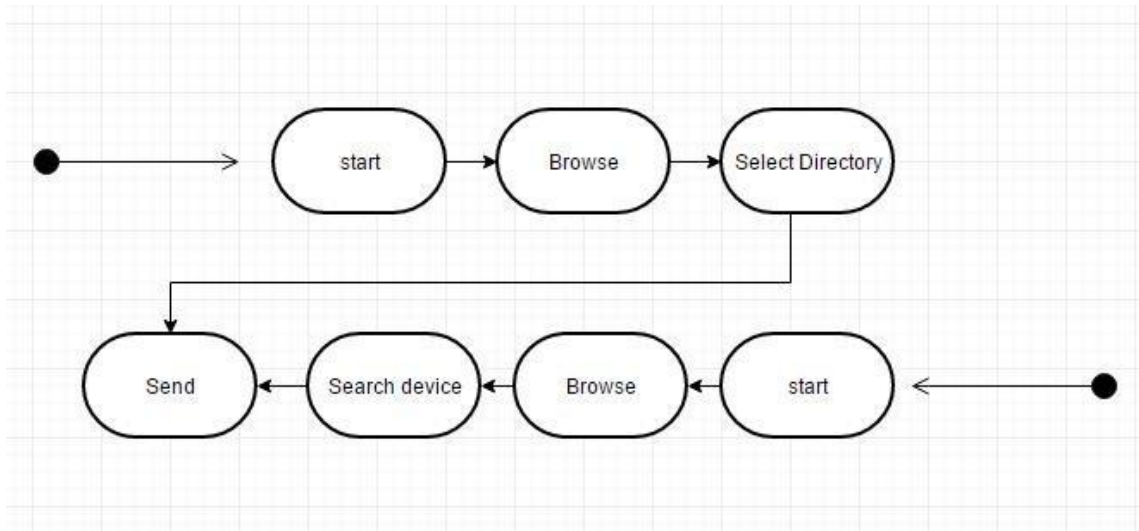 start
Browse
Select Directory
Send
Search device
Browse
start